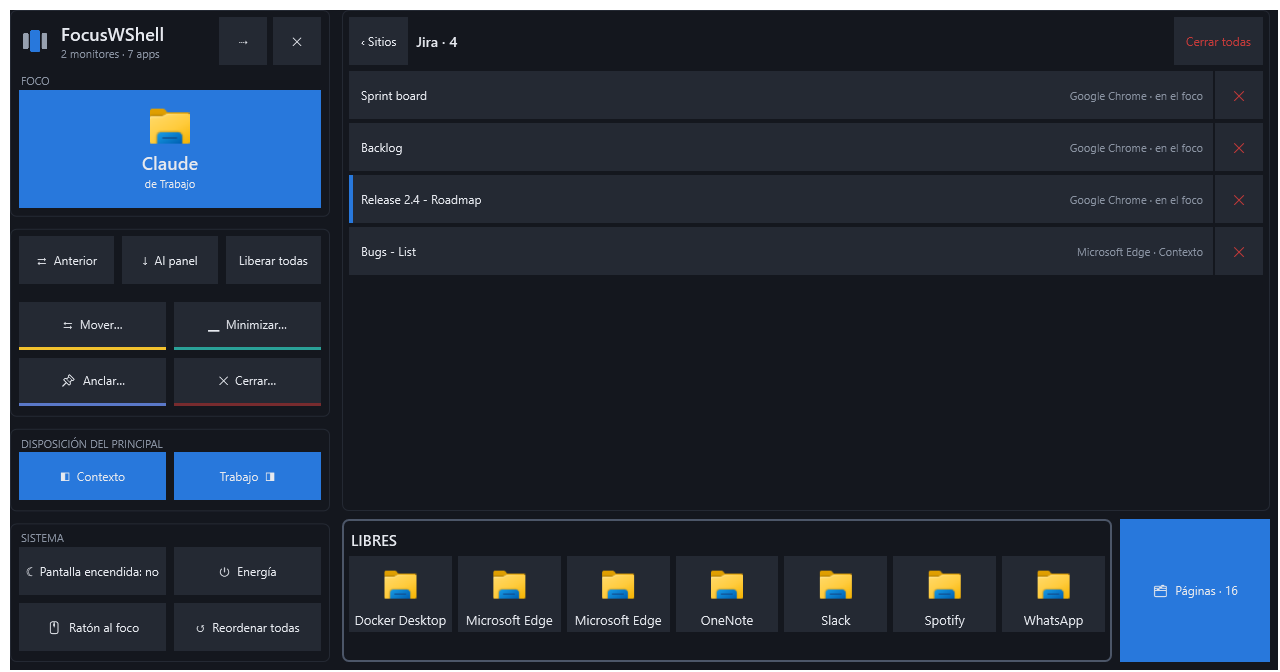 FocusWShell
2 monitores · 7 apps
→
×
FOCO
Claude
de Trabajo
⇄ Anterior
↓ Al panel
Liberar todas
⇆ Mover...
Minimizar...
Anclar...
× Cerrar...
DISPOSICIÓN DEL PRINCIPAL
Contexto
Trabajo
SISTEMA
Pantalla encendida: no
Energía
Ratón al foco
↺ Reordenar todas
‹ Sitios
Jira · 4
Cerrar todas
Sprint board
Google Chrome · en el foco
Backlog
Google Chrome · en el foco
Release 2.4 - Roadmap
Google Chrome · en el foco
Bugs - List
Microsoft Edge · Contexto
LIBRES
Docker Desktop
Microsoft Edge
Microsoft Edge
OneNote
Slack
Spotify
WhatsApp
Páginas · 16